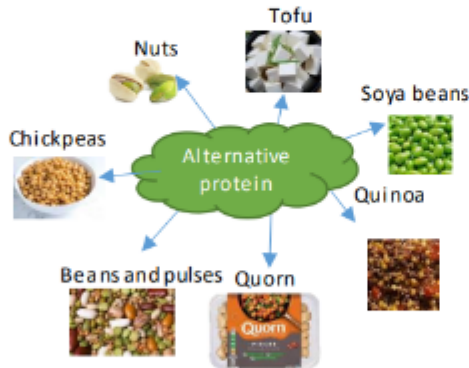 Tofu
Nuts
Soya beans
Chickpeas
Alternative
protein
Quinoa
Beans and pulses
Quorn
Quorn